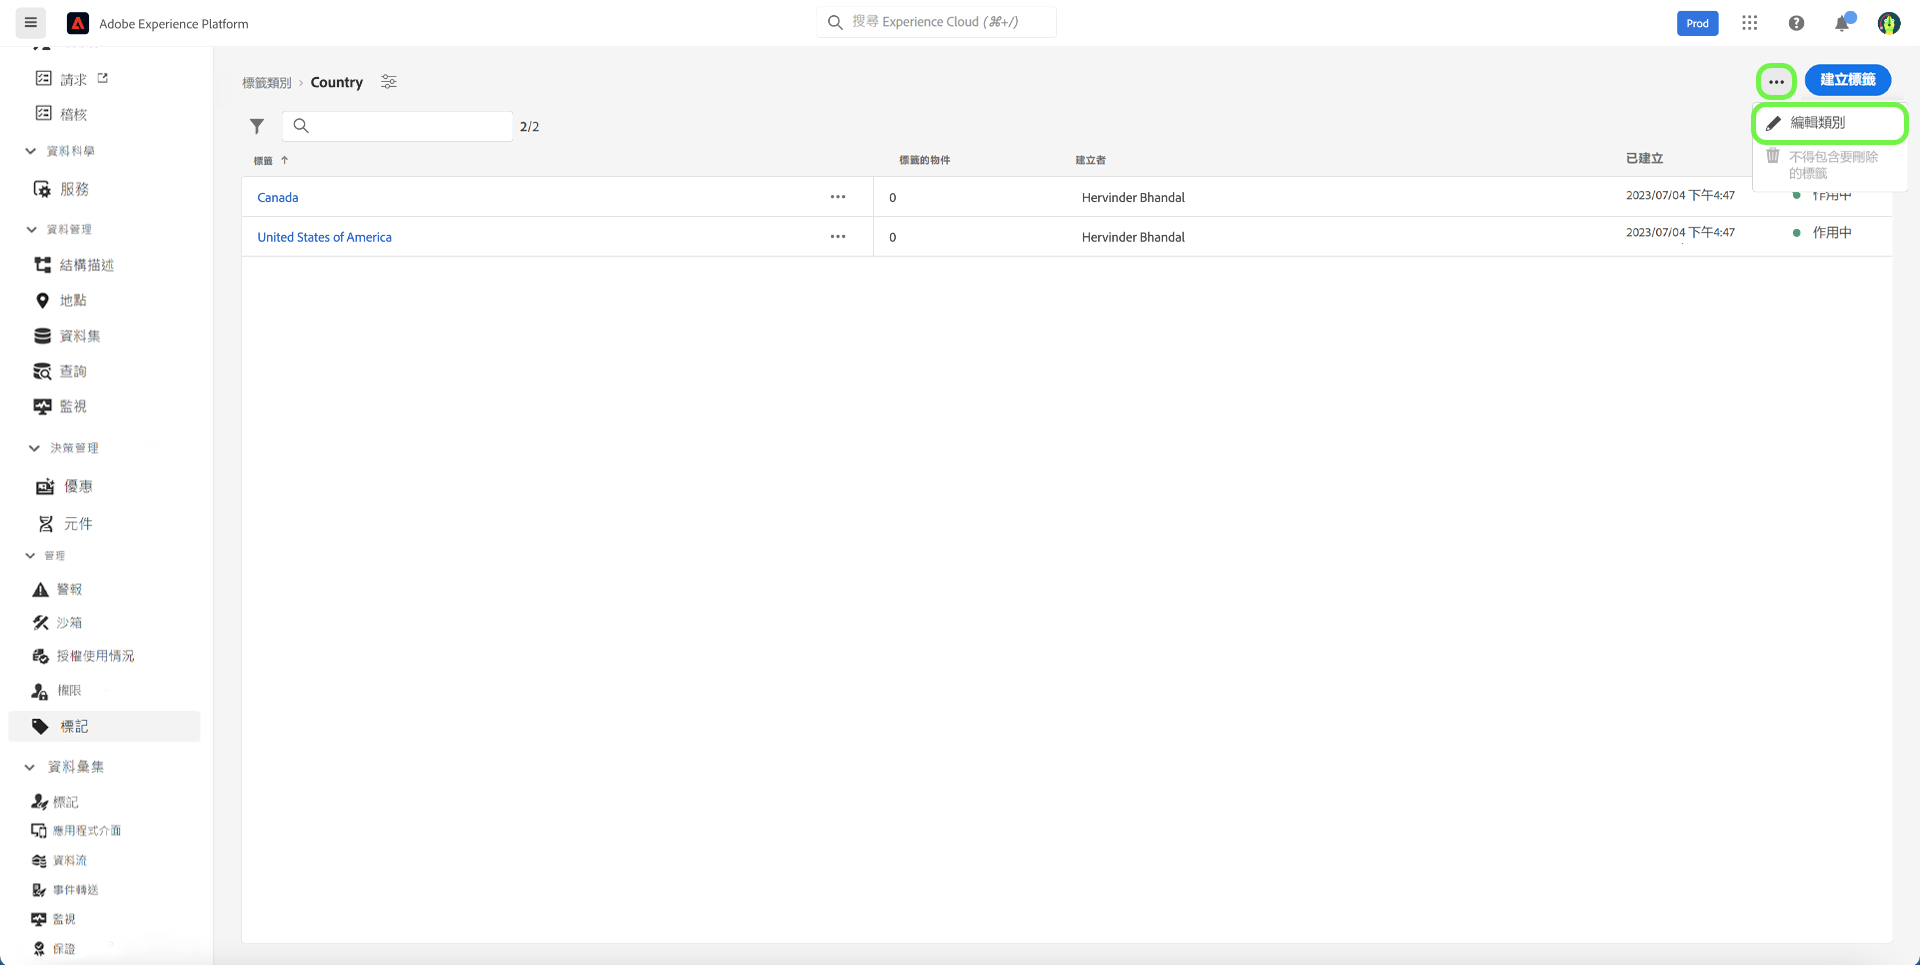 Adobe Experience Platform
搜尋 Experience Cloud (⌘+/)
Prod
請求
稽核
資料科學
服務
資料管理
結構描述
地點
資料集
查詢
監視
決策管理
優惠
元件
管理
警報
沙箱
授權使用情況
權限
標記
資料彙集
標記
應用程式介面
資料流
事件轉送
監視
保證
標籤類別 › Country
建立標籤
編輯類別
不得包含要刪除
的標籤
2/2
標籤 ↑ 標籤的物件 建立者 已建立
Canada ••• 0 Hervinder Bhandal 2023/07/04 下午4:47 作用中
United States of America ••• 0 Hervinder Bhandal 2023/07/04 下午4:47 作用中